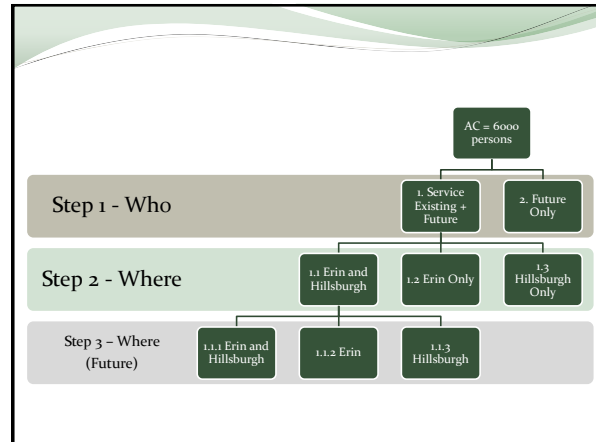 AC = 6000
persons
Step 1 - Who
1. Service
Existing +
Future
2. Future
Only
Step 2 - Where
1.1 Erin and
Hillsburgh
1.2 Erin Only
1.3
Hillsburgh
Only
Step 3 – Where
(Future)
1.1.1 Erin and
Hillsburgh
1.1.2 Erin
1.1.3
Hillsburgh